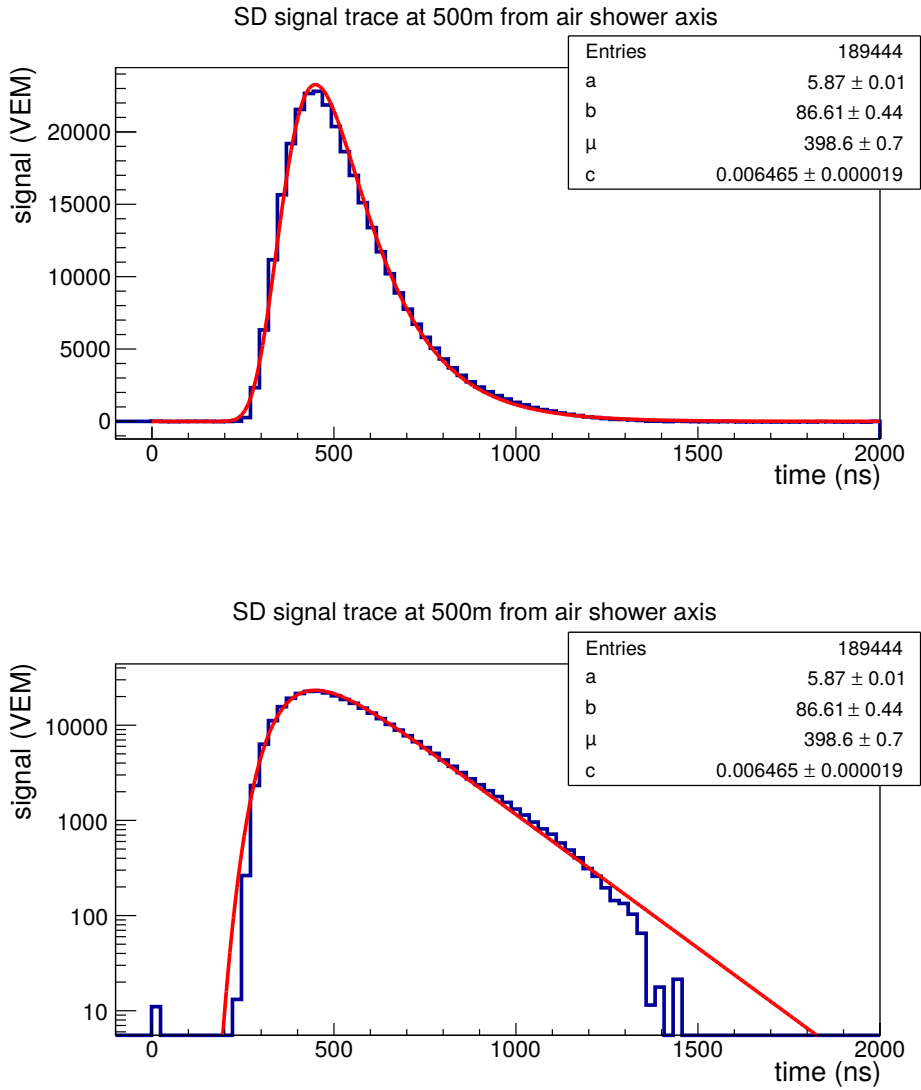 SD signal trace at 500m from air shower axis
Entries 189444
a 5.87 ± 0.01
b 86.61 ± 0.44
μ 398.6 ± 0.7
c 0.006465 ± 0.000019
signal (VEM)
20000
15000
10000
5000
0
0 500 1000 1500 2000
time (ns)
SD signal trace at 500m from air shower axis
Entries 189444
a 5.87 ± 0.01
b 86.61 ± 0.44
μ 398.6 ± 0.7
c 0.006465 ± 0.000019
signal (VEM)
10000
1000
100
10
0 500 1000 1500 2000
time (ns)